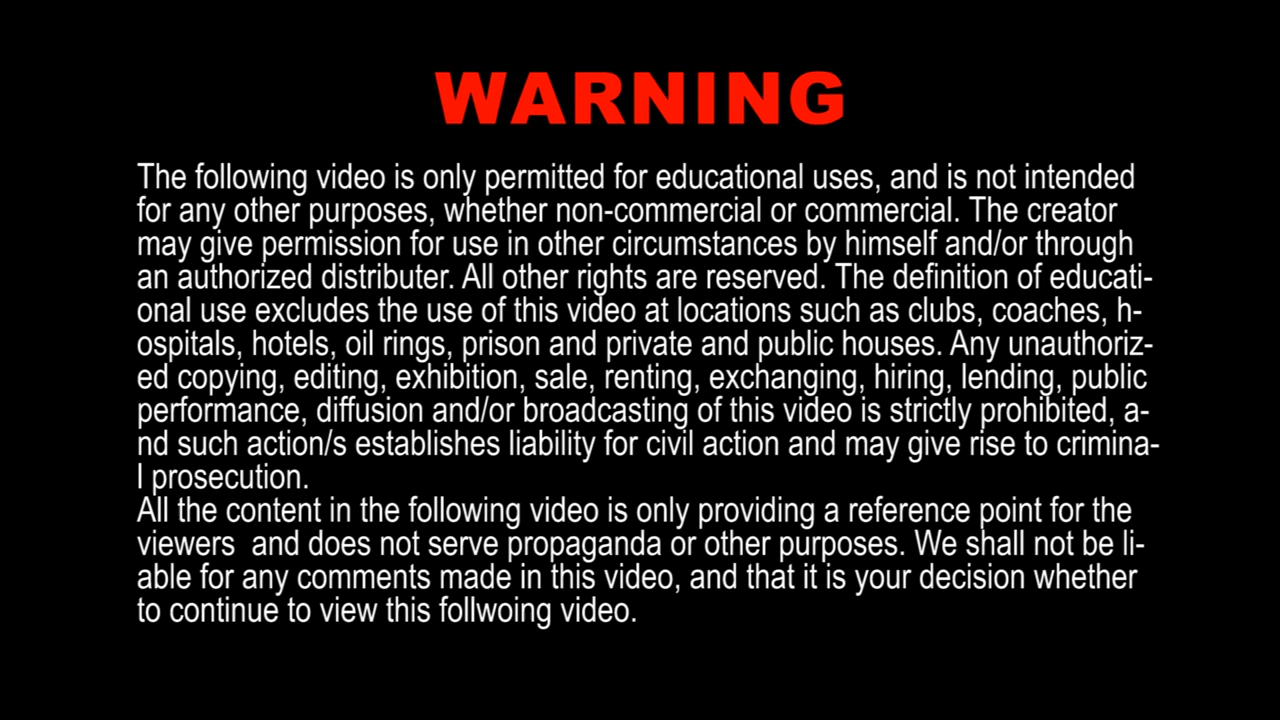 WARNING
The following video is only permitted for educational uses, and is not intended
for any other purposes, whether non-commercial or commercial. The creator
may give permission for use in other circumstances by himself and/or through
an authorized distributer. All other rights are reserved. The definition of educati-
onal use excludes the use of this video at locations such as clubs, coaches, h-
ospitals, hotels, oil rings, prison and private and public houses. Any unauthoriz-
ed copying, editing, exhibition, sale, renting, exchanging, hiring, lending, public
performance, diffusion and/or broadcasting of this video is strictly prohibited, a-
nd such action/s establishes liability for civil action and may give rise to crimina-
l prosecution.
All the content in the following video is only providing a reference point for the
viewers  and does not serve propaganda or other purposes. We shall not be li-
able for any comments made in this video, and that it is your decision whether
to continue to view this follwoing video.